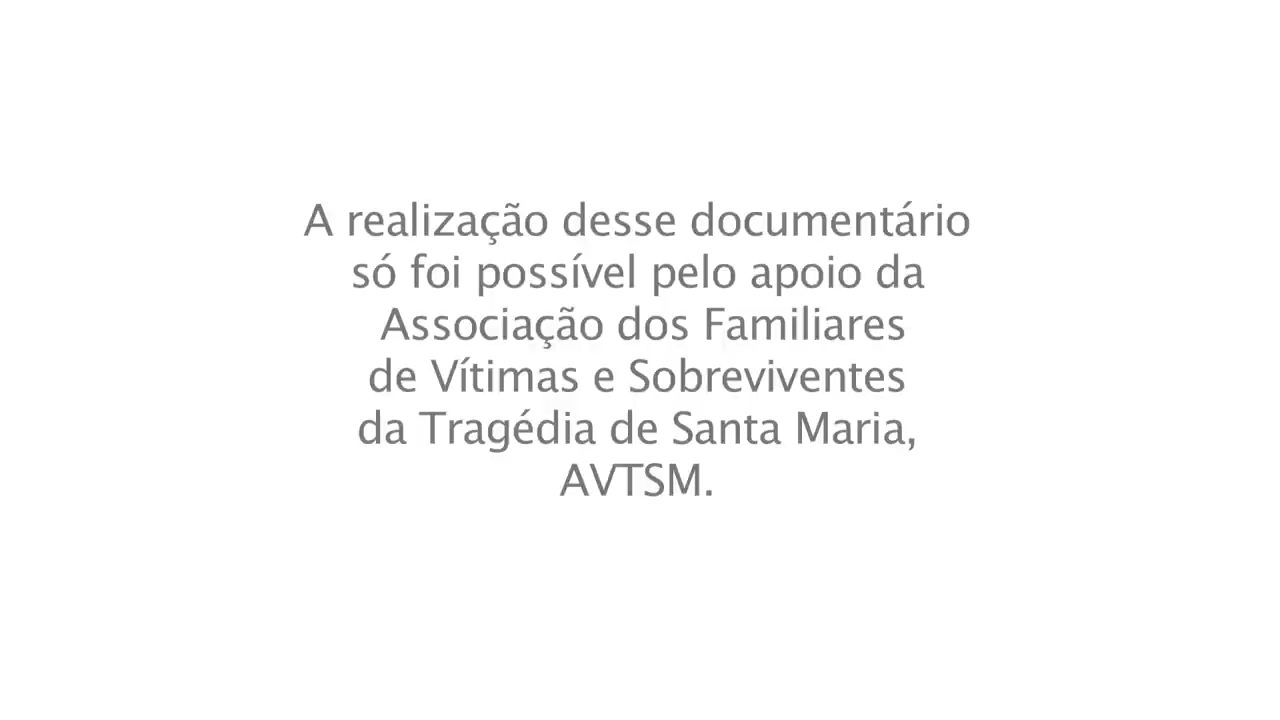 A realização desse documentário
só foi possível pelo apoio da
Associação dos Familiares
de Vítimas e Sobreviventes
da Tragédia de Santa Maria,
AVTSM.